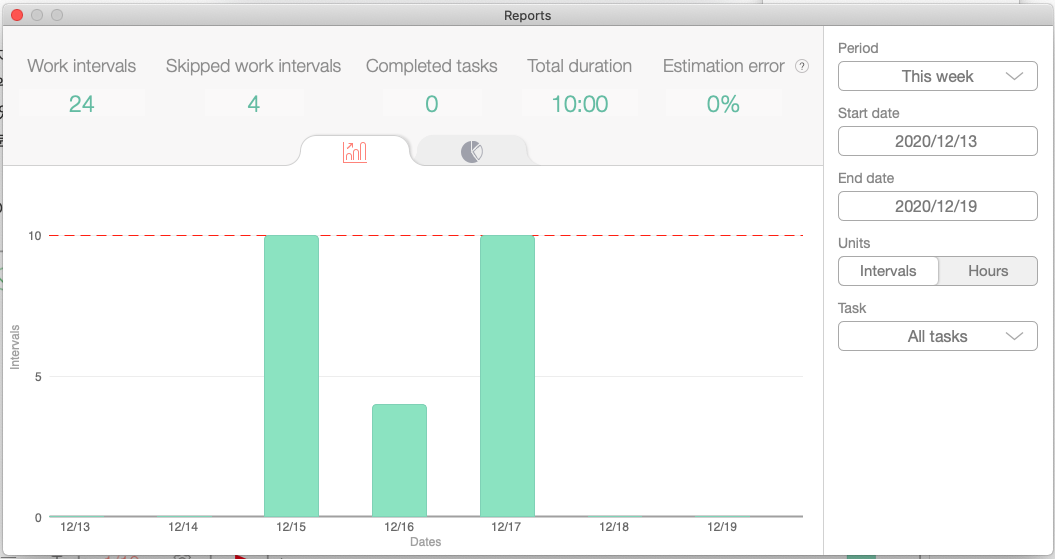 Reports
Work intervals
24
Skipped work intervals
4
Completed tasks
0
Total duration
10:00
Estimation error ?
0%
Period
This week
Start date
2020/12/13
End date
2020/12/19
Units
Intervals Hours
Task
All tasks
10
5
0
Intervals
12/13 12/14 12/15 12/16 12/17 12/18 12/19
Dates